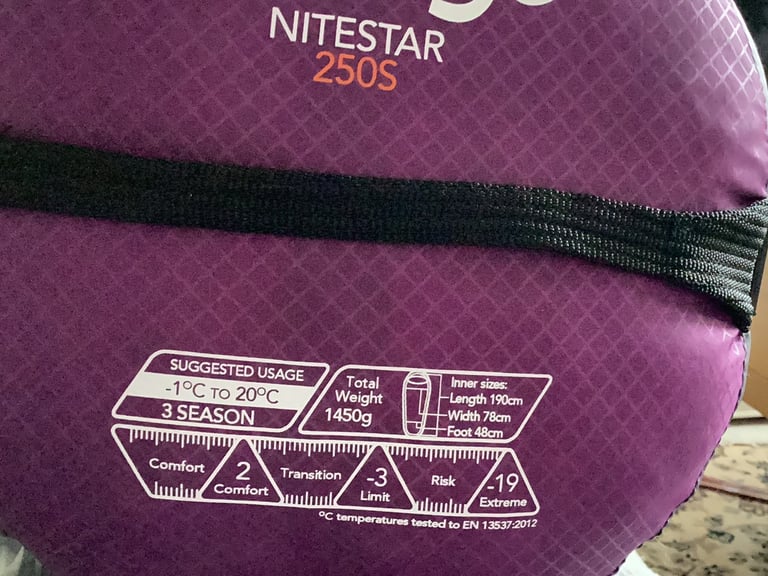 NITESTAR
250S
SUGGESTED USAGE
-1°C TO 20°C
3 SEASON
Total
Weight
1450g
Inner sizes:
Length 190cm
Width 78cm
Foot 48cm
Comfort
2
Comfort
Transition
-3
Limit
Risk
-19
Extreme
°C temperatures tested to EN 13537:2012